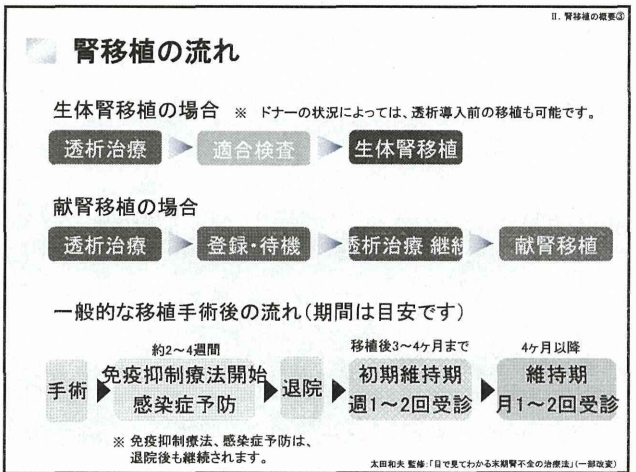 Ⅱ. 腎移植の概要③
腎移植の流れ
生体腎移植の場合 ※ ドナーの状況によっては、透析導入前の移植も可能です。
透析治療 適合検査 生体腎移植
献腎移植の場合
透析治療 登録・待機 透析治療 継続 献腎移植
一般的な移植手術後の流れ(期間は目安です)
約2～4週間 移植後3～4ヶ月まで 4ヶ月以降
手術 免疫抑制療法開始 退院 初期維持期 維持期
感染症予防 週1～2回受診 月1～2回受診
※ 免疫抑制療法、感染症予防は、
退院後も継続されます。
太田和夫 監修:「目で見てわかる末期腎不全の治療法」(一部改変)